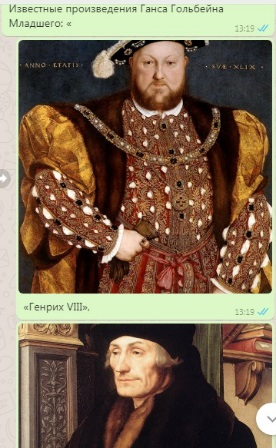 Известные произведения Ганса Гольбейна
Младшего: «
13:19
· ANNO · ETATIS · · SVÆ · XLIX ·
«Генрих VIII».
13:19